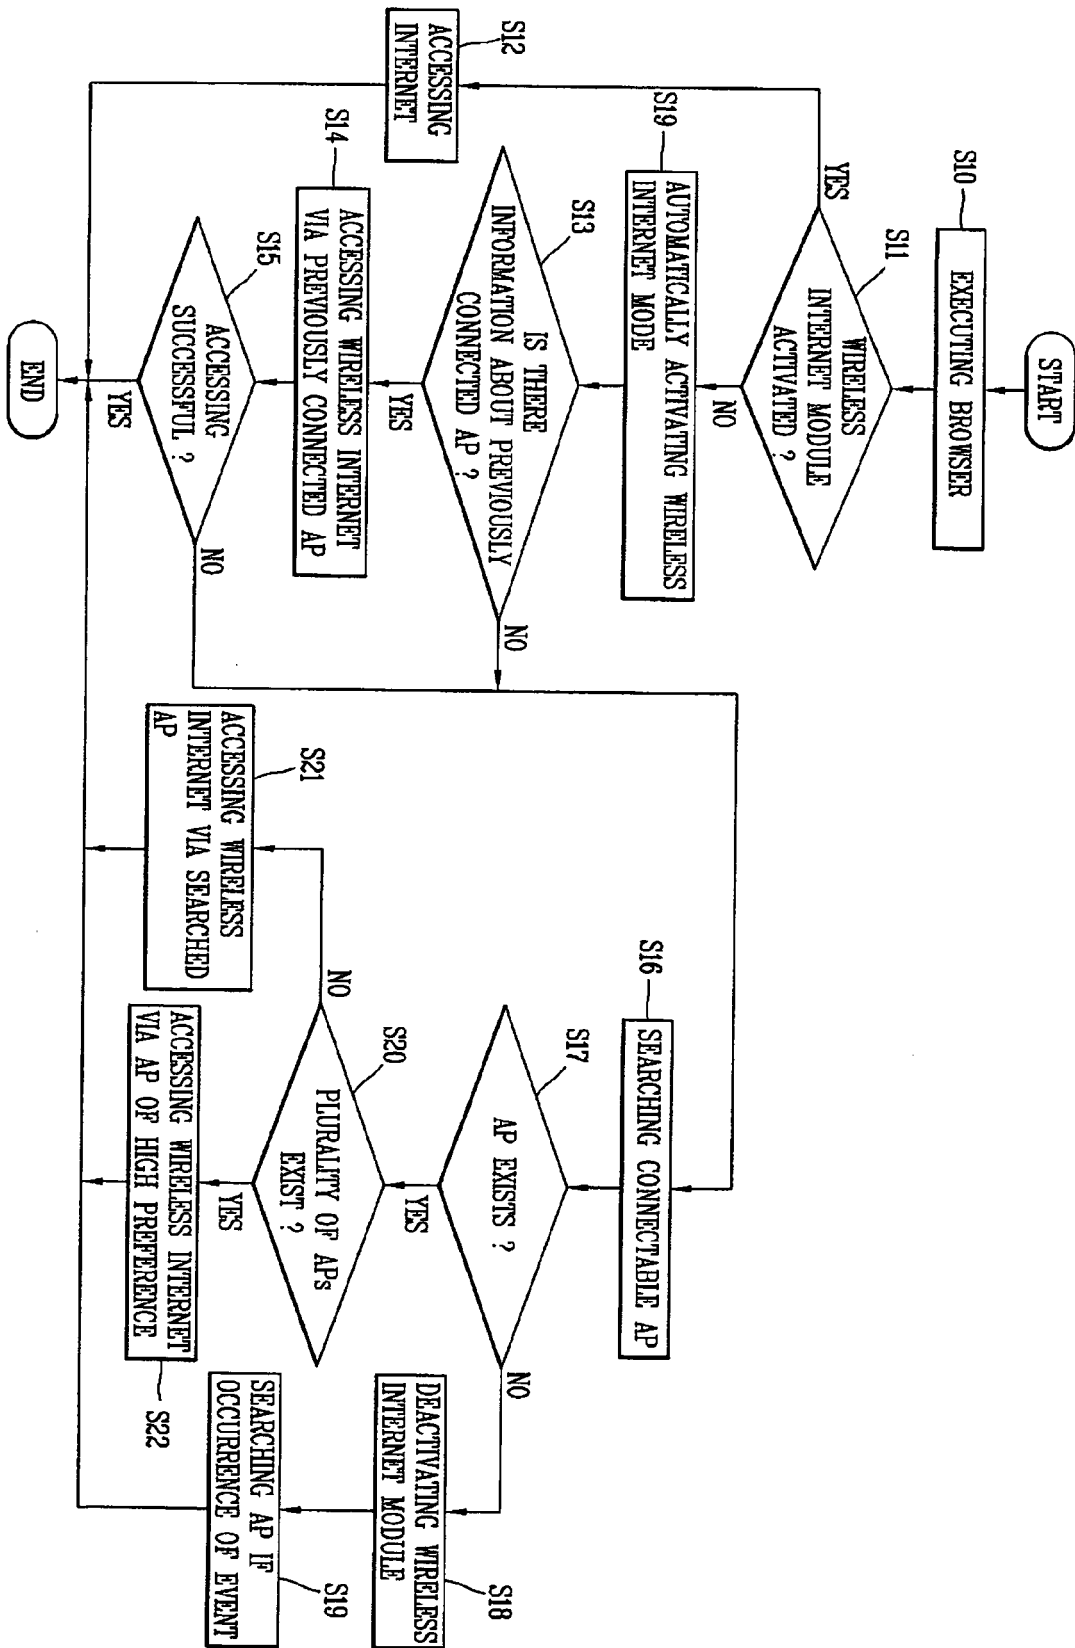 START
S10
EXECUTING BROWSER
S11
WIRELESS
INTERNET MODULE
ACTIVATED ?
YES
NO
S12
ACCESSING
INTERNET
S19
AUTOMATICALLY ACTIVATING WIRELESS
INTERNET MODE
S13
IS THERE
INFORMATION ABOUT PREVIOUSLY
CONNECTED AP ?
NO
YES
S14
ACCESSING WIRELESS INTERNET
VIA PREVIOUSLY CONNECTED AP
S15
ACCESSING
SUCCESSFUL ?
NO
YES
END
S16
SEARCHING CONNECTABLE AP
S17
AP EXISTS ?
NO
YES
S18
DEACTIVATING WIRELESS
INTERNET MODULE
S19
SEARCHING AP IF
OCCURRENCE OF EVENT
S20
PLURALITY OF APs
EXIST ?
NO
YES
S21
ACCESSING WIRELESS
INTERNET VIA SEARCHED
AP
ACCESSING WIRELESS INTERNET
VIA AP OF HIGH PREFERENCE
S22